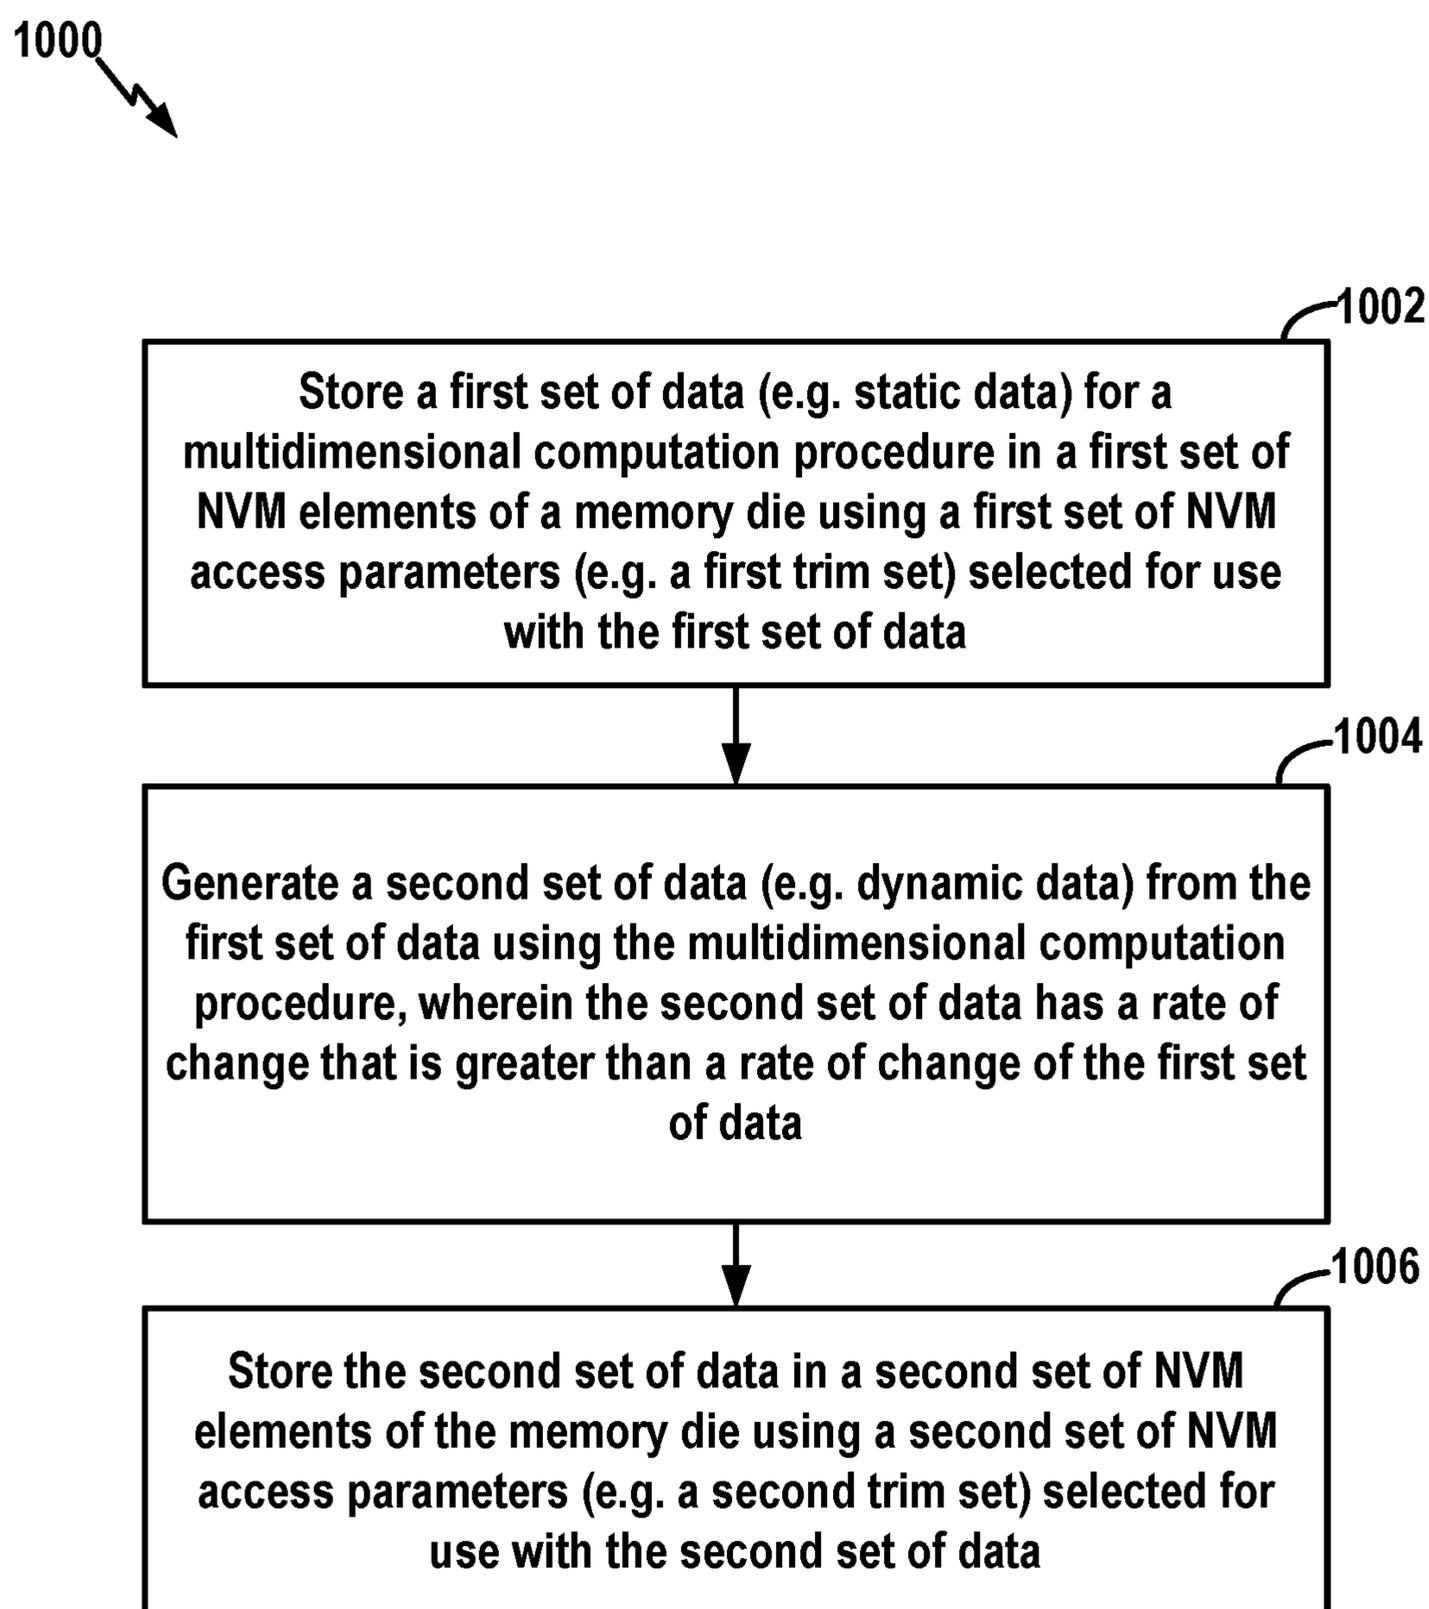 1000
1002
Store a first set of data (e.g. static data) for a
multidimensional computation procedure in a first set of
NVM elements of a memory die using a first set of NVM
access parameters (e.g. a first trim set) selected for use
with the first set of data
1004
Generate a second set of data (e.g. dynamic data) from the
first set of data using the multidimensional computation
procedure, wherein the second set of data has a rate of
change that is greater than a rate of change of the first set
of data
1006
Store the second set of data in a second set of NVM
elements of the memory die using a second set of NVM
access parameters (e.g. a second trim set) selected for
use with the second set of data